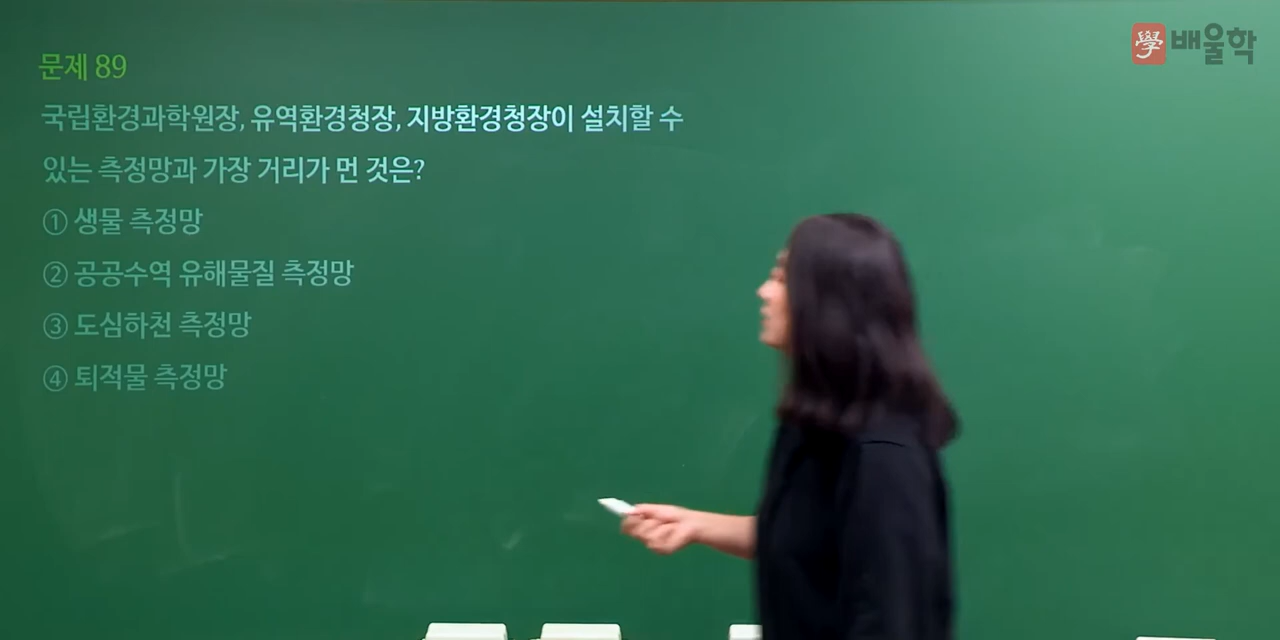 學 배울학
문제 89
국립환경과학원장, 유역환경청장, 지방환경청장이 설치할 수
있는 측정망과 가장 거리가 먼 것은?
① 생물 측정망
② 공공수역 유해물질 측정망
③ 도심하천 측정망
④ 퇴적물 측정망